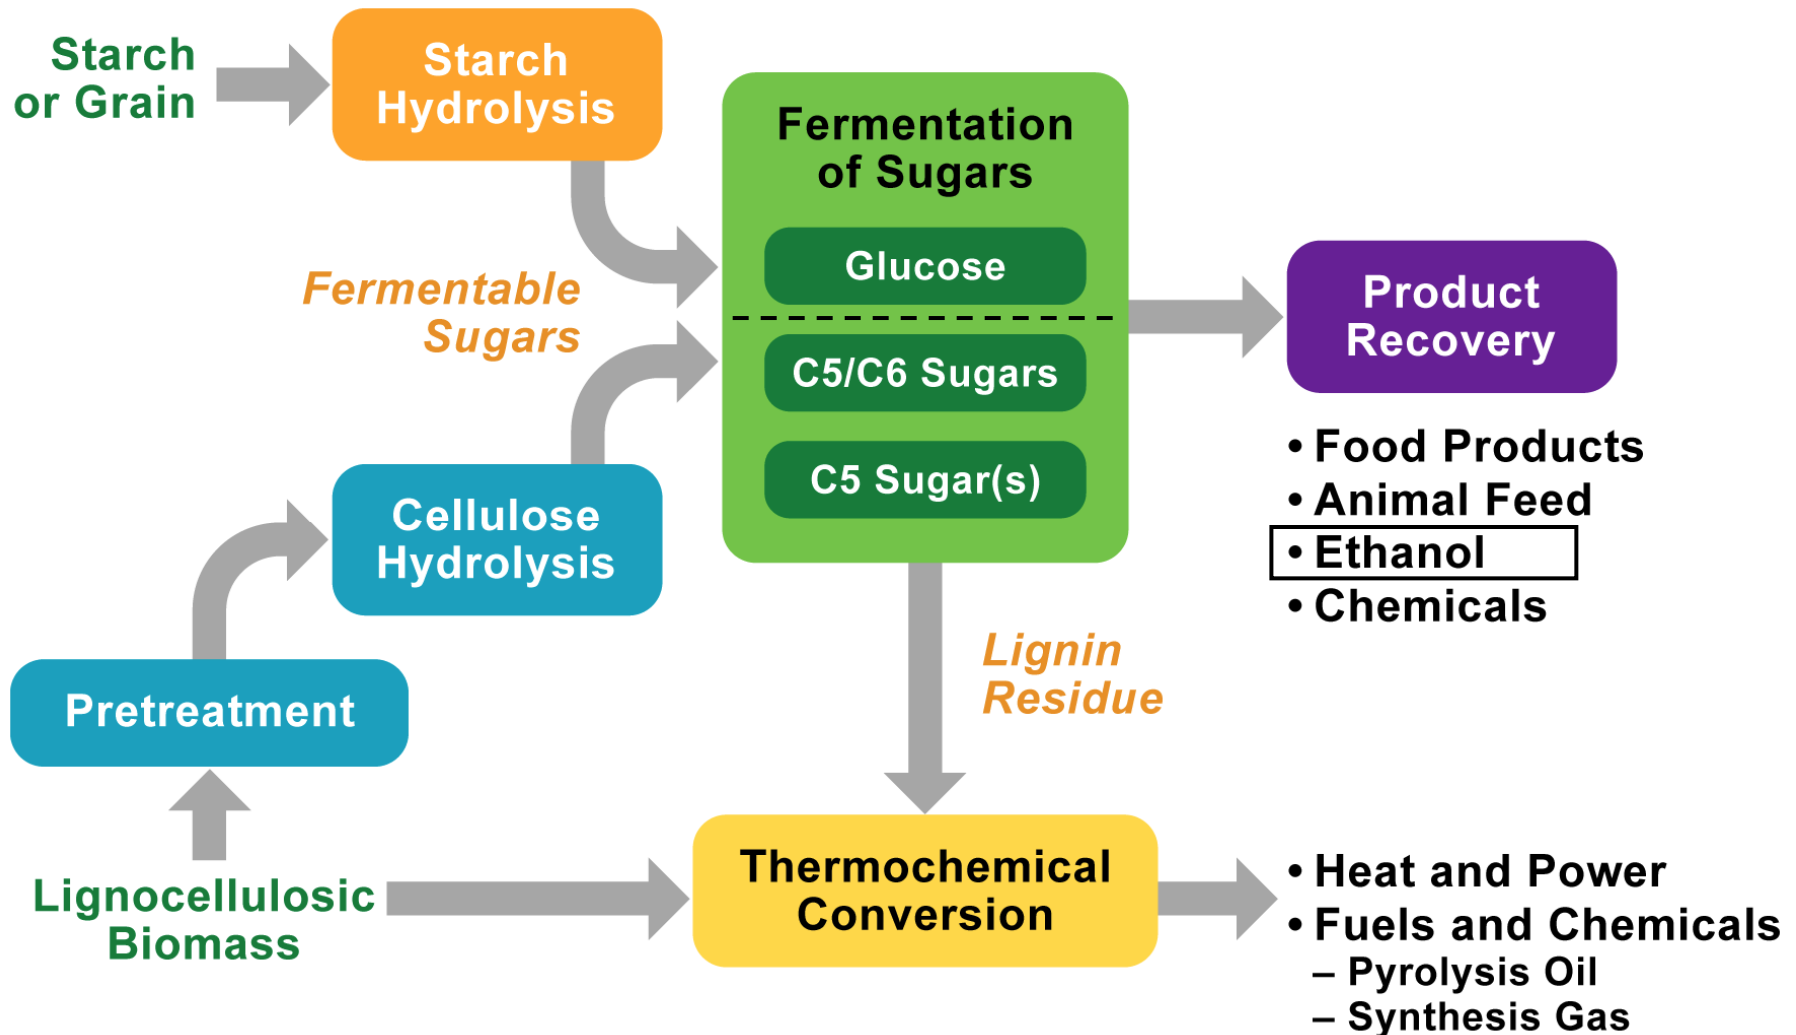 Starch
or Grain
Starch
Hydrolysis
Fermentation
of Sugars
Glucose
C5/C6 Sugars
C5 Sugar(s)
Fermentable
Sugars
Product
Recovery
• Food Products
• Animal Feed
• Ethanol
• Chemicals
Cellulose
Hydrolysis
Pretreatment
Lignin
Residue
Lignocellulosic
Biomass
Thermochemical
Conversion
• Heat and Power
• Fuels and Chemicals
– Pyrolysis Oil
– Synthesis Gas